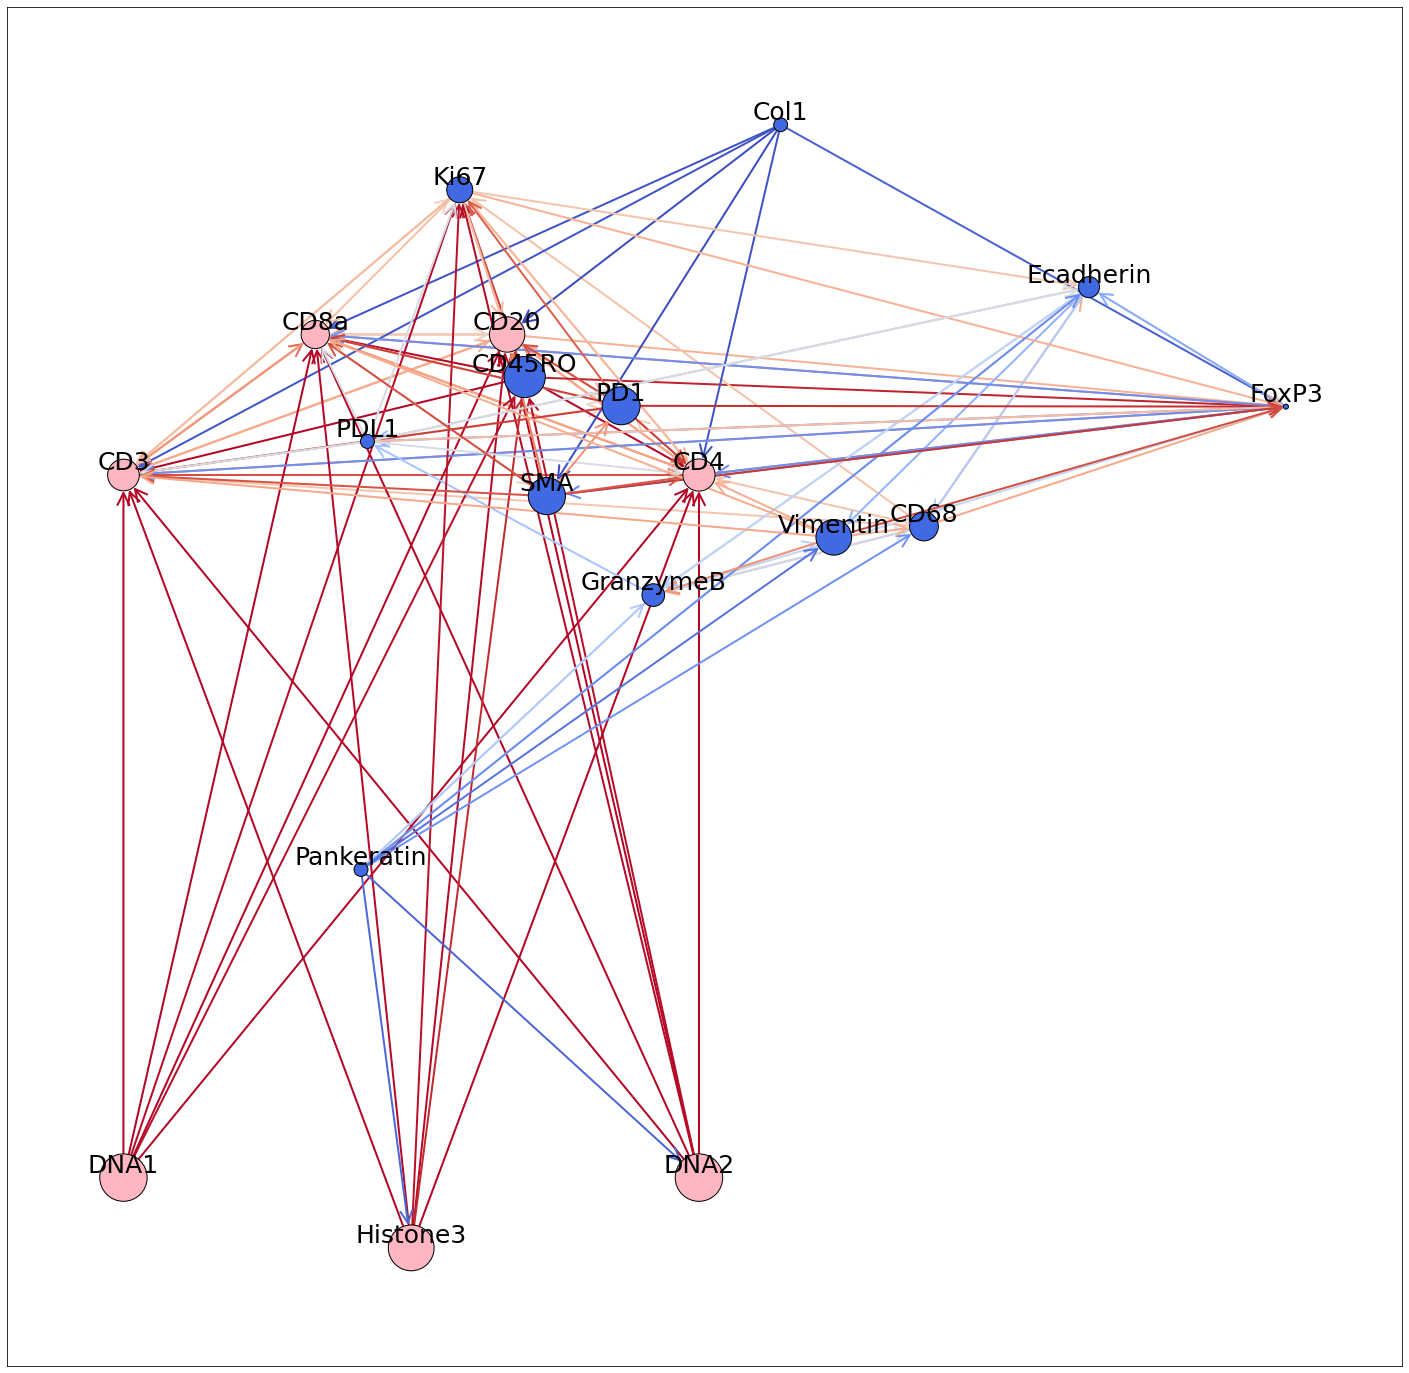 Col1
Ki67
Ecadherin
CD8a
CD20
CD45RO
PD1
FoxP3
PDL1
CD3
CD4
SMA
CD68
Vimentin
GranzymeB
Pankeratin
DNA1
DNA2
Histone3